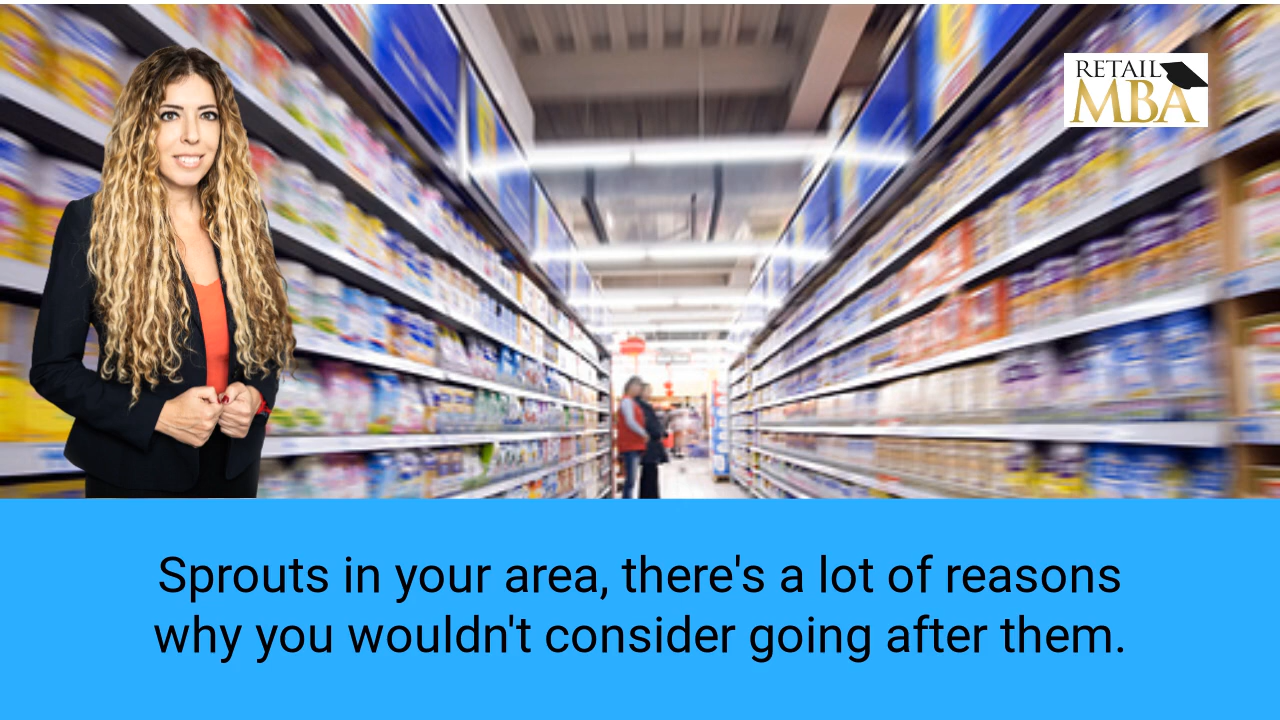 RETAIL
MBA
Sprouts in your area, there's a lot of reasons
why you wouldn't consider going after them.